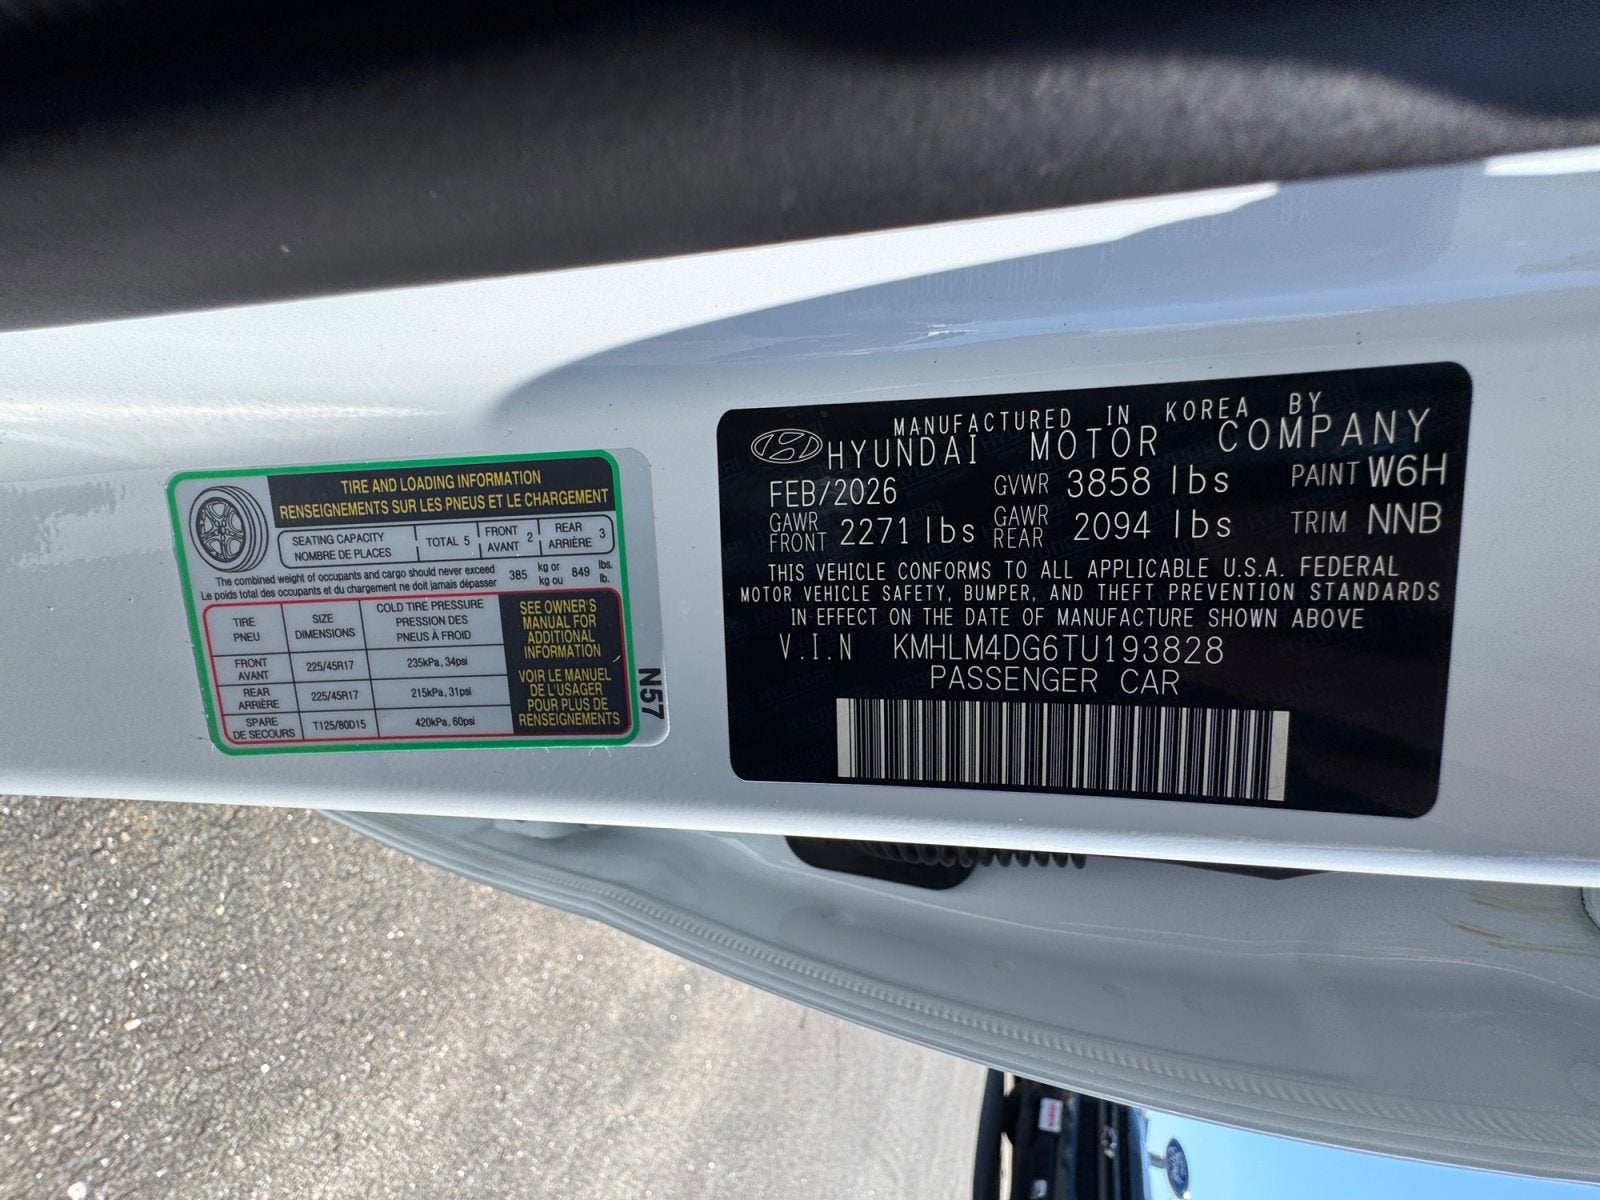 TIRE AND LOADING INFORMATION
RENSEIGNEMENTS SUR LES PNEUS ET LE CHARGEMENT
SEATING CAPACITY
NOMBRE DE PLACES
TOTAL 5
FRONT
AVANT 2
REAR
ARRIÈRE 3
The combined weight of occupants and cargo should never exceed
Le poids total des occupants et du chargement ne doit jamais dépasser
385 kg or
kg ou 849 lbs.
lb.
TIRE
PNEU
SIZE
DIMENSIONS
COLD TIRE PRESSURE
PRESSION DES
PNEUS À FROID
FRONT
AVANT
225/45R17
235kPa, 34psi
REAR
ARRIÈRE
225/45R17
215kPa, 31psi
SPARE
DE SECOURS
T125/80D15
420kPa, 60psi
SEE OWNER'S
MANUAL FOR
ADDITIONAL
INFORMATION
VOIR LE MANUEL
DE L'USAGER
POUR PLUS DE
RENSEIGNEMENTS
N57
MANUFACTURED IN KOREA BY
HYUNDAI MOTOR COMPANY
FEB/2026 GVWR 3858 lbs PAINT W6H
GAWR
FRONT 2271 lbs GAWR
REAR 2094 lbs TRIM NNB
THIS VEHICLE CONFORMS TO ALL APPLICABLE U.S.A. FEDERAL
MOTOR VEHICLE SAFETY, BUMPER, AND THEFT PREVENTION STANDARDS
IN EFFECT ON THE DATE OF MANUFACTURE SHOWN ABOVE
V.I.N KMHLM4DG6TU193828
PASSENGER CAR
Ford